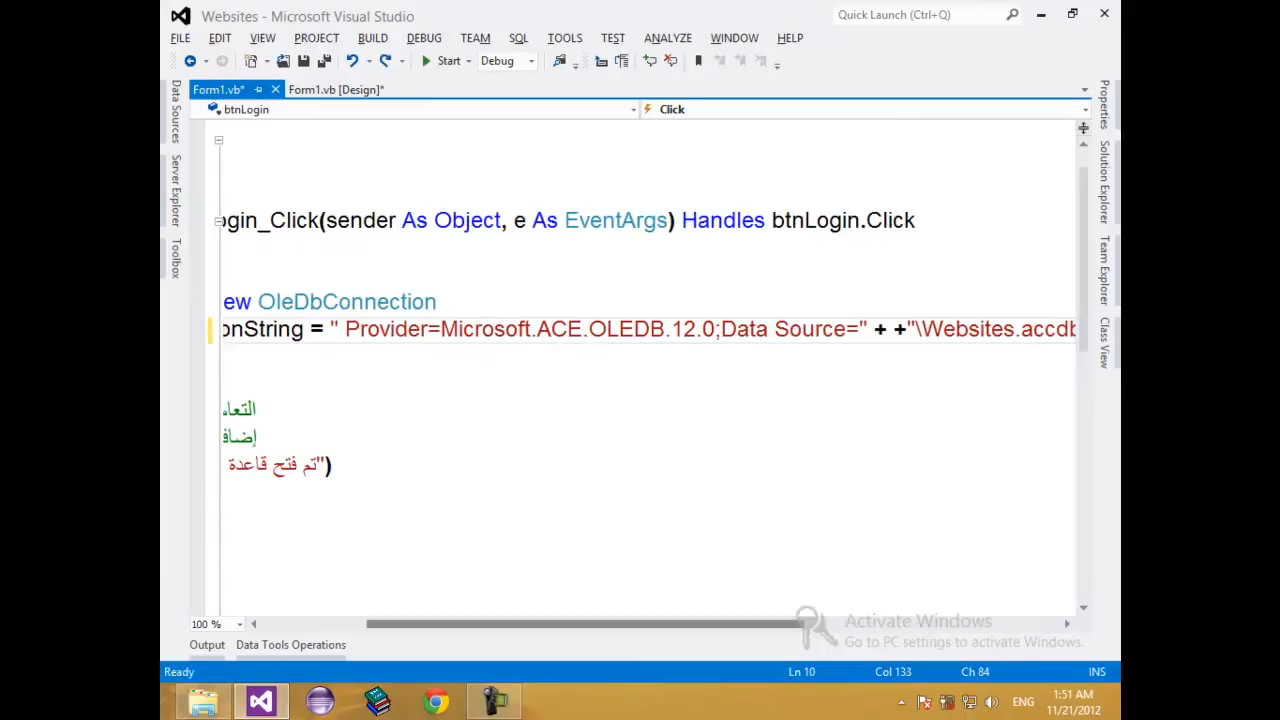 Websites - Microsoft Visual Studio
Quick Launch (Ctrl+Q)
FILE EDIT VIEW PROJECT BUILD DEBUG TEAM SQL TOOLS TEST ANALYZE WINDOW HELP
Start Debug
Form1.vb* Form1.vb [Design]*
btnLogin Click
Data Sources
Server Explorer
Toolbox
Properties
Solution Explorer
Team Explorer
Class View
ogin_Click(sender As Object, e As EventArgs) Handles btnLogin.Click
ew OleDbConnection
onString = " Provider=Microsoft.ACE.OLEDB.12.0;Data Source=" + +"\Websites.accdb
التعا
إضاف
تم فتح قاعدة")
100 %
Activate Windows
Go to PC settings to activate Windows.
Output Data Tools Operations
Ready Ln 10 Col 133 Ch 84 INS
ENG
1:51 AM
11/21/2012